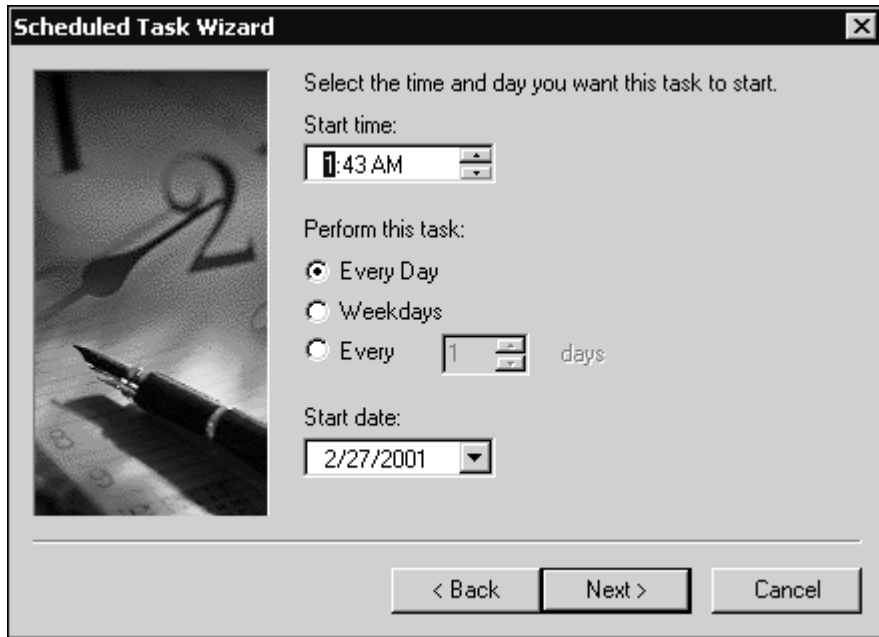 Scheduled Task Wizard
Select the time and day you want this task to start.
Start time:
1:43 AM
Perform this task:
Every Day
Weekdays
Every 1 days
Start date:
2/27/2001
< Back Next > Cancel
2